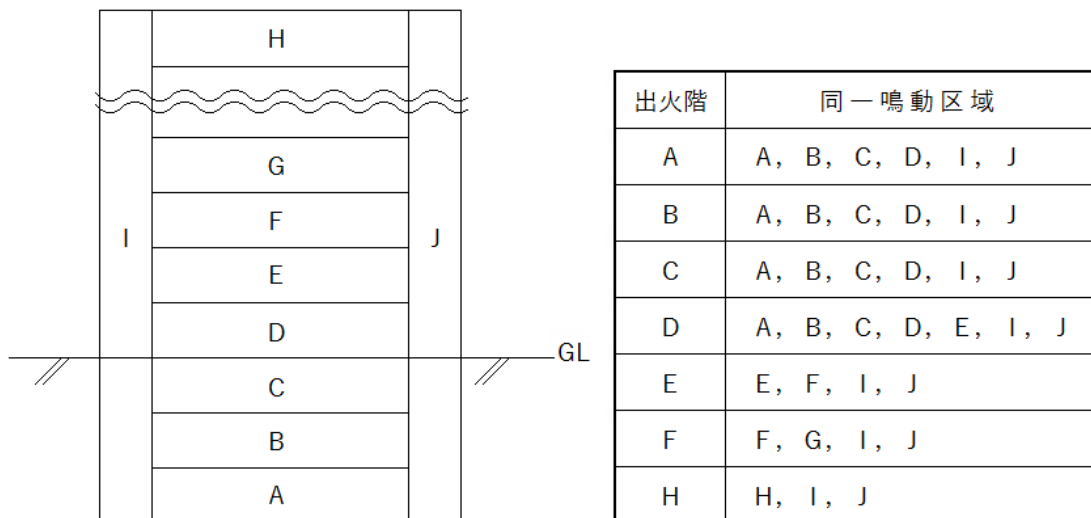 H
G
F
I
J
E
D
GL
C
B
A
出火階 同一鳴動区域
A A, B, C, D, I, J
B A, B, C, D, I, J
C A, B, C, D, I, J
D A, B, C, D, E, I, J
E E, F, I, J
F F, G, I, J
H H, I, J